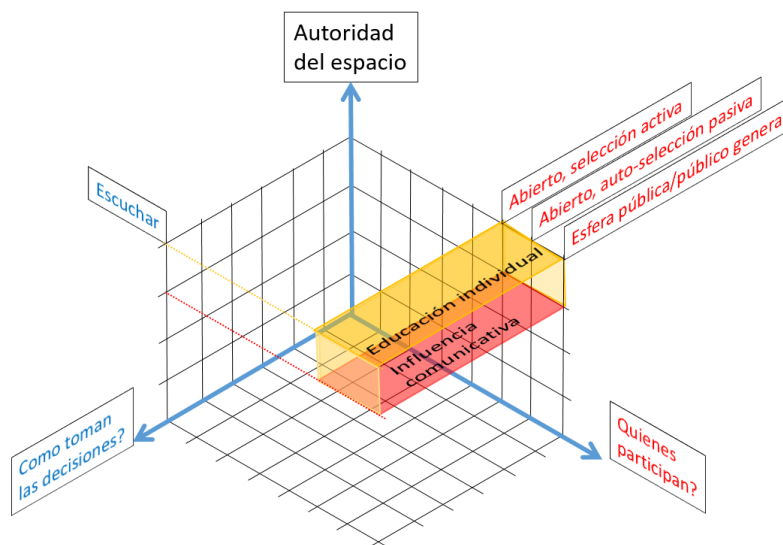 Autoridad
del espacio
Abierto, selección activa
Abierto, auto-selección pasiva
Esfera pública/público general
Escuchar
Educación individual
Influencia
comunicativa
Como toman
las decisiones?
Quienes
participan?